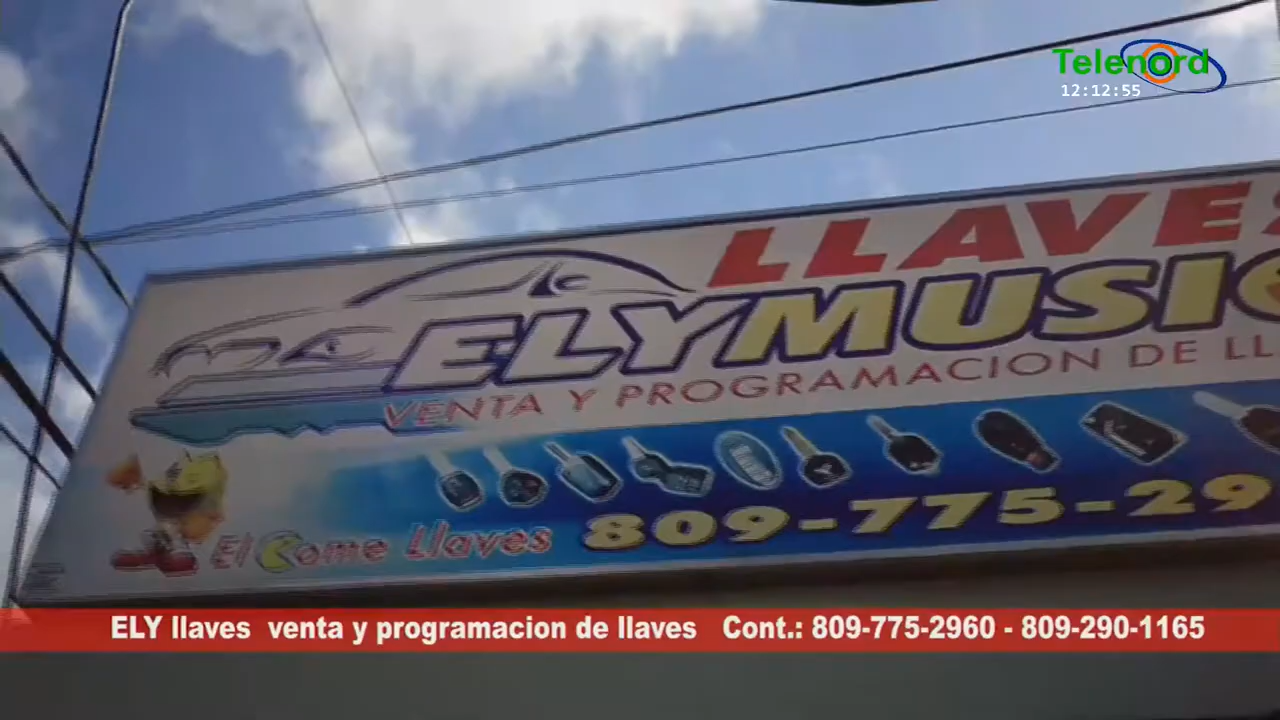 Telenord
12:12:55
LLAVES
ELYMUSIC
VENTA Y PROGRAMACION DE LL
El Come Llaves
809-775-29
ELY llaves venta y programacion de llaves Cont.: 809-775-2960 - 809-290-1165